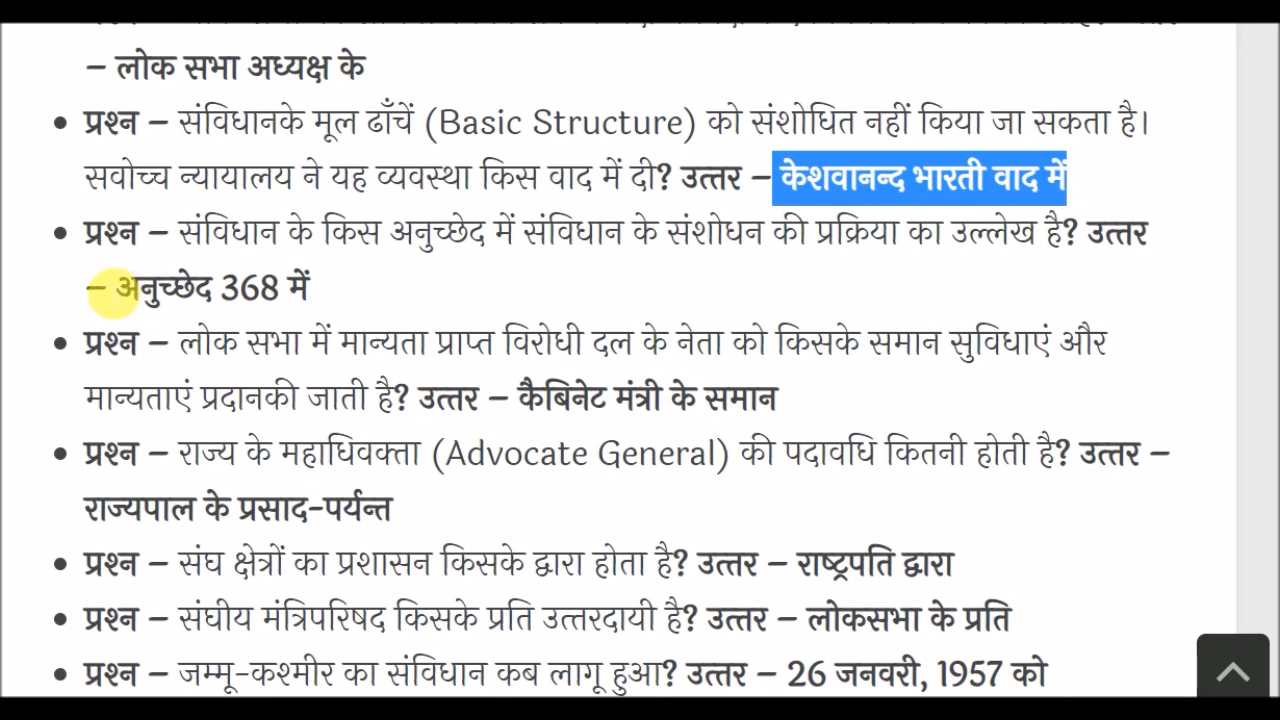 – लोक सभा अध्यक्ष के
प्रश्न – संविधानके मूल ढाँचें (Basic Structure) को संशोधित नहीं किया जा सकता है।
सवोच्च न्यायालय ने यह व्यवस्था किस वाद में दी? उत्तर – केशवानन्द भारती वाद में
प्रश्न – संविधान के किस अनुच्छेद में संविधान के संशोधन की प्रक्रिया का उल्लेख है? उत्तर
– अनुच्छेद 368 में
प्रश्न – लोक सभा में मान्यता प्राप्त विरोधी दल के नेता को किसके समान सुविधाएं और
मान्यताएं प्रदानकी जाती है? उत्तर – कैबिनेट मंत्री के समान
प्रश्न – राज्य के महाधिवक्ता (Advocate General) की पदावधि कितनी होती है? उत्तर –
राज्यपाल के प्रसाद-पर्यन्त
प्रश्न – संघ क्षेत्रों का प्रशासन किसके द्वारा होता है? उत्तर – राष्ट्रपति द्वारा
प्रश्न – संघीय मंत्रिपरिषद किसके प्रति उत्तरदायी है? उत्तर – लोकसभा के प्रति
प्रश्न – जम्मू-कश्मीर का संविधान कब लागू हुआ? उत्तर – 26 जनवरी, 1957 को